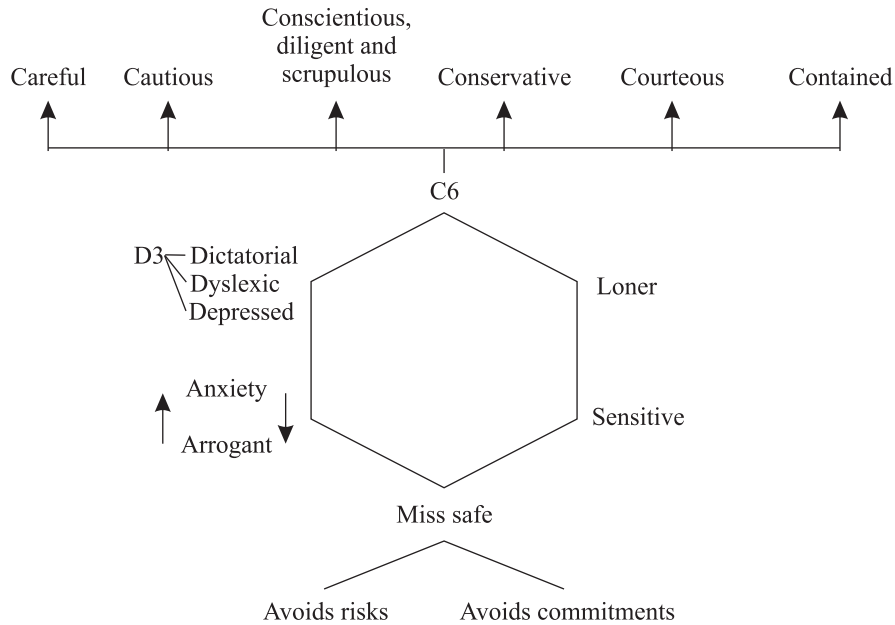 Conscientious,
diligent and
scrupulous
Careful
Cautious
Conservative
Courteous
Contained
C6
D3
Dictatorial
Dyslexic
Depressed
Loner
Anxiety
Arrogant
Sensitive
Miss safe
Avoids risks
Avoids commitments